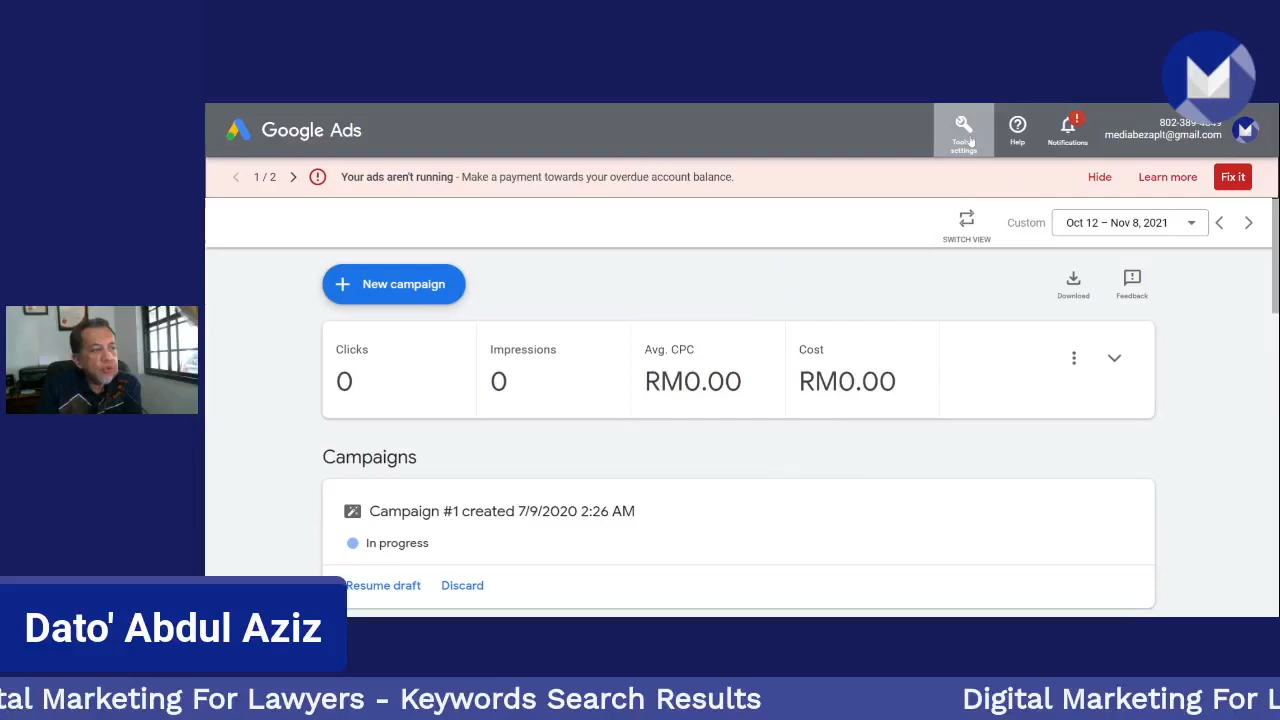 Google Ads
settings
Help
Notifications
mediabezaplt@gmail.com
1 / 2
Your ads aren't running - Make a payment towards your overdue account balance.
Hide
Learn more
Fix it
SWITCH VIEW
Custom
Oct 12 – Nov 8, 2021
New campaign
Download
Feedback
Clicks
Impressions
Avg. CPC
Cost
0
0
RM0.00
RM0.00
Campaigns
Campaign #1 created 7/9/2020 2:26 AM
In progress
Resume draft
Discard
Dato' Abdul Aziz
tal Marketing For Lawyers - Keywords Search Results
Digital Marketing For L